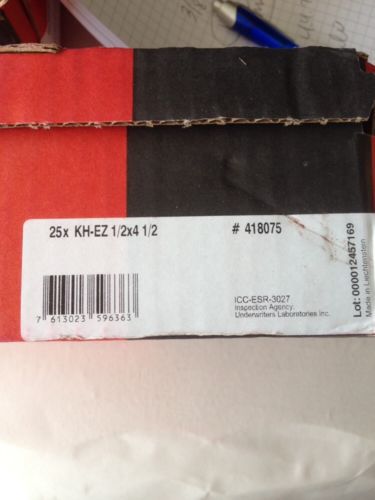 25x KH-EZ 1/2x4 1/2
# 418075
7 613023 596363
ICC-ESR-3027
Inspection Agency:
Underwriters Laboratories Inc.
Lot: 000012457169
Made in Liechtenstein